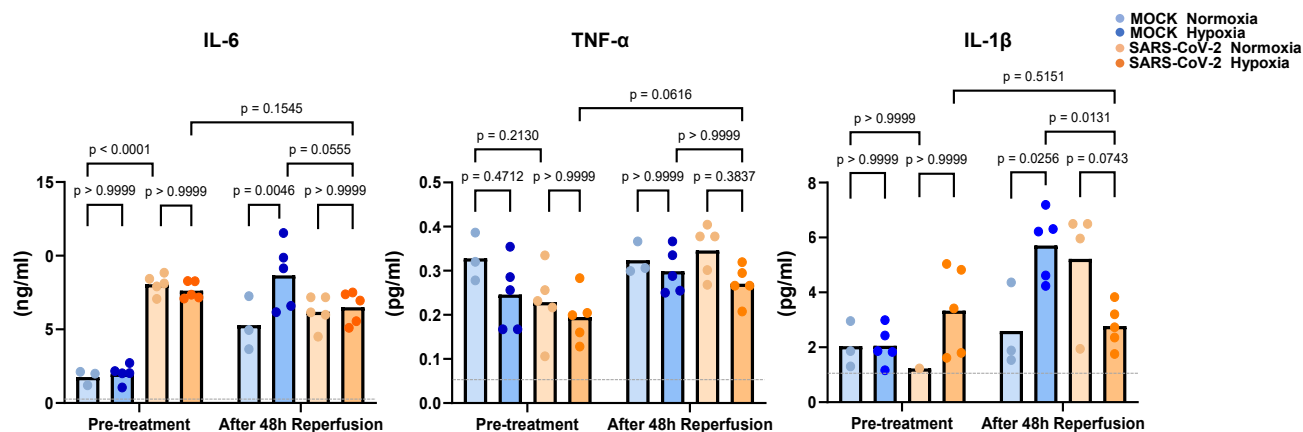 MOCK Normoxia
MOCK Hypoxia
SARS-CoV-2 Normoxia
SARS-CoV-2 Hypoxia
IL-6
p = 0.1545
p < 0.0001
p = 0.0555
p > 0.9999
p > 0.9999
p = 0.0046
p > 0.9999
15
0
5
0
(ng/ml)
Pre-treatment
After 48h Reperfusion
TNF-α
p = 0.0616
p = 0.2130
p > 0.9999
p = 0.4712
p > 0.9999
p > 0.9999
p = 0.3837
0.5
0.4
0.3
0.2
0.1
0.0
(pg/ml)
Pre-treatment
After 48h Reperfusion
IL-1β
p = 0.5151
p > 0.9999
p = 0.0131
p > 0.9999
p > 0.9999
p = 0.0256
p = 0.0743
8
6
4
2
0
(pg/ml)
Pre-treatment
After 48h Reperfusion